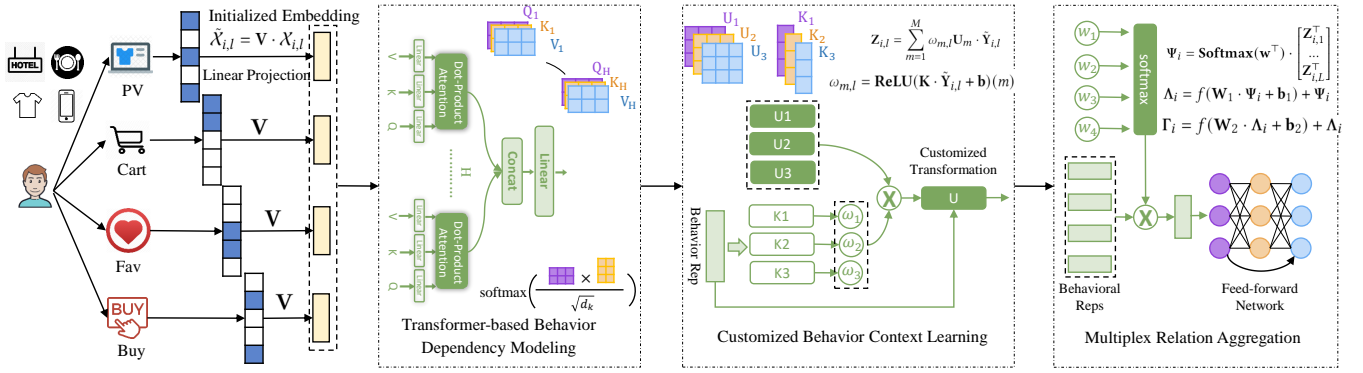 Initialized Embedding
X̃_{i,l} = V · X_{i,l}
Linear Projection
HOTEL
PV
Cart
Fav
BUY
Buy
V
V
V
Q_1
K_1
V_1
Q_H
K_H
V_H
V
Linear
K
Linear
Q
Linear
Dot-Product
Attention
H
Concat
Linear
V
Linear
K
Linear
Q
Linear
Dot-Product
Attention
softmax( × / √d_k )
Transformer-based Behavior
Dependency Modeling
U_1
U_2
U_3
K_1
K_2
K_3
Z_{i,l} = ∑_{m=1}^{M} ω_{m,l} U_m · Ỹ_{i,l}
ω_{m,l} = ReLU(K · Ỹ_{i,l} + b)(m)
U1
U2
U3
Customized
Transformation
X
U
Behavior Rep
K1
K2
K3
ω_1
ω_2
ω_3
Customized Behavior Context Learning
w_1
w_2
w_3
w_4
softmax
Ψ_i = Softmax(w^⊤) · [Z_{i,1}^⊤ ... Z_{i,L}^⊤]
Λ_i = f(W_1 · Ψ_i + b_1) + Ψ_i
Γ_i = f(W_2 · Λ_i + b_2) + Λ_i
X
Behavioral
Reps
Feed-forward
Network
Multiplex Relation Aggregation